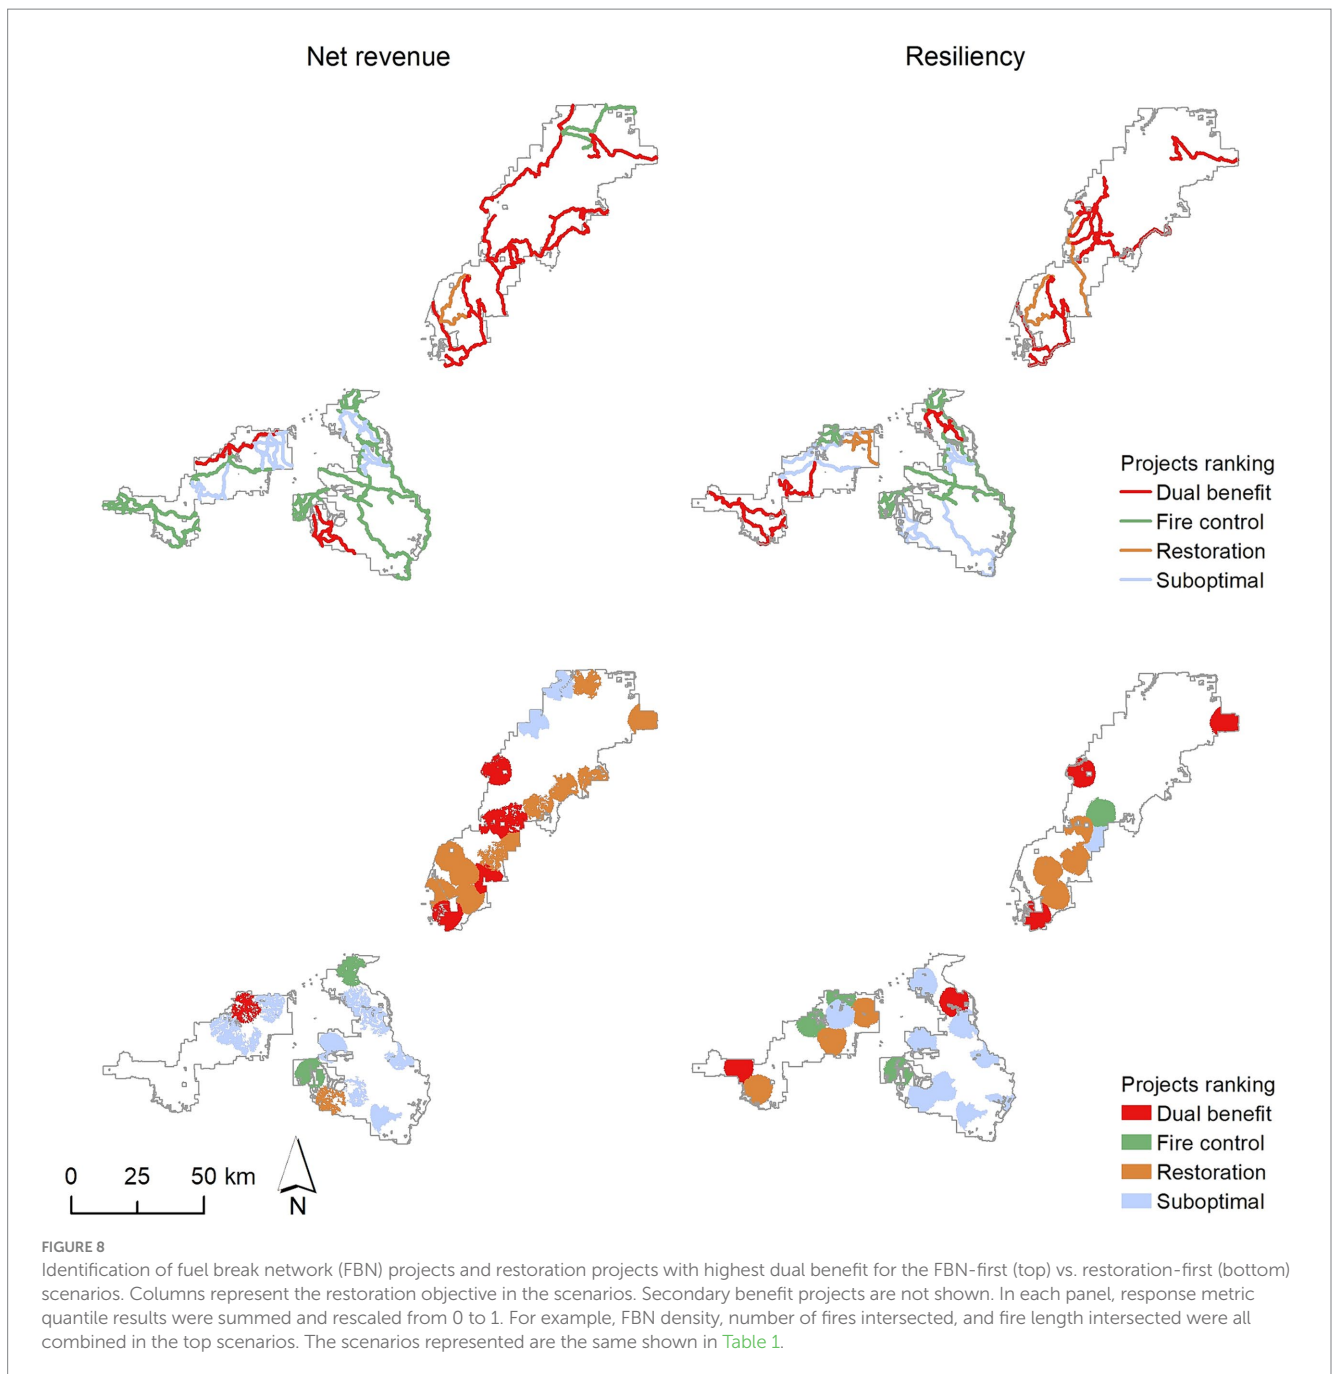 Net revenue
Resiliency
Projects ranking
Dual benefit
Fire control
Restoration
Suboptimal
Projects ranking
Dual benefit
Fire control
Restoration
Suboptimal
0 25 50 km
N
FIGURE 8
Identification of fuel break network (FBN) projects and restoration projects with highest dual benefit for the FBN-first (top) vs. restoration-first (bottom)
scenarios. Columns represent the restoration objective in the scenarios. Secondary benefit projects are not shown. In each panel, response metric
quantile results were summed and rescaled from 0 to 1. For example, FBN density, number of fires intersected, and fire length intersected were all
combined in the top scenarios. The scenarios represented are the same shown in Table 1.